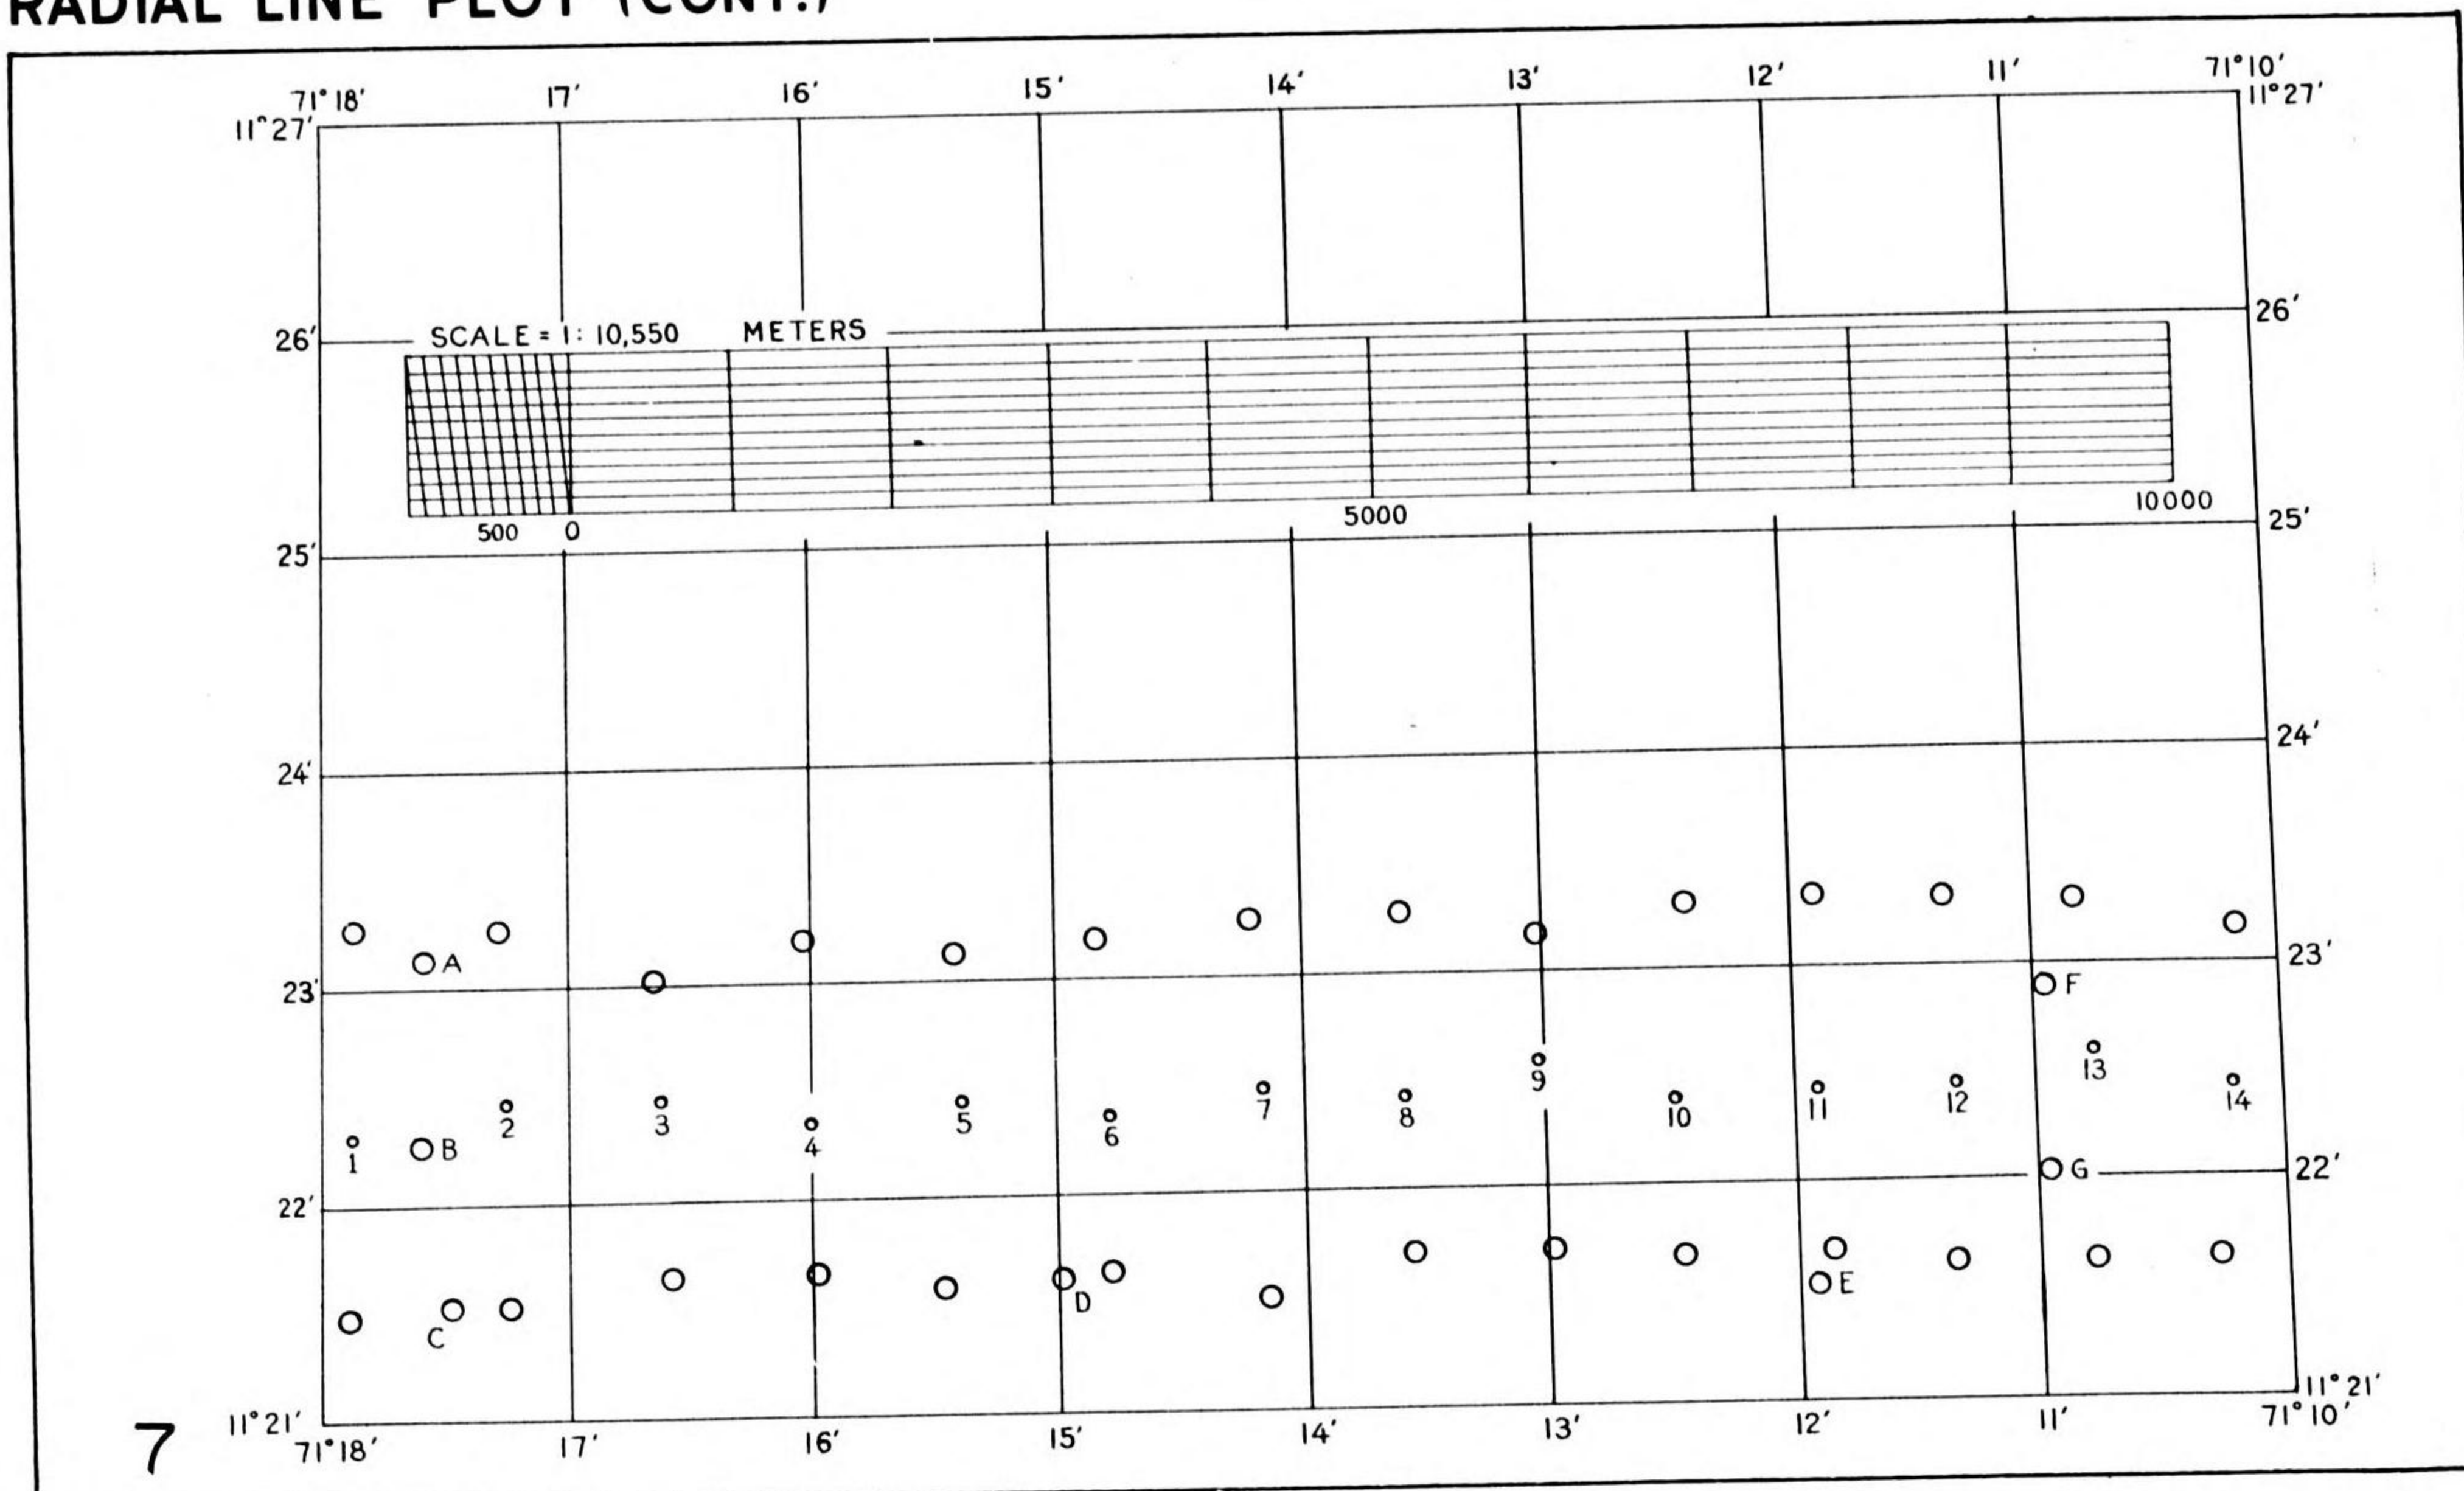 RADIAL LINE PLOT (CONT.)
71°18' 17' 16' 15' 14' 13' 12' 11' 71°10'
11°27' 11°27'
26' SCALE = 1: 10,550 METERS 26'
500 0 5000 10000
25' 25'
24' 24'
A
23' 23'
F
1 B 2 3 4 5 6 7 8 9 10 11 12 13 14
22' G 22'
C D E
11°21' 11°21'
71°18' 17' 16' 15' 14' 13' 12' 11' 71°10'
7